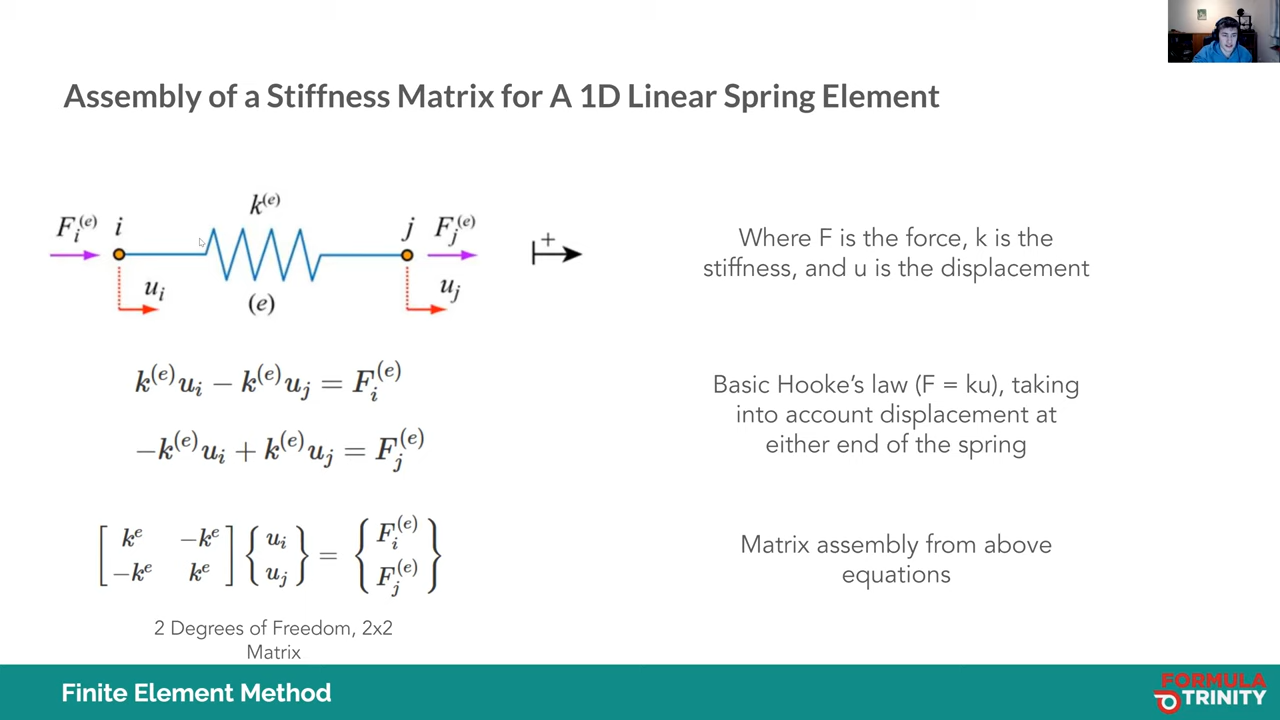 Assembly of a Stiffness Matrix for A 1D Linear Spring Element
k^(e)
F_i^(e) i j F_j^(e) +
u_i (e) u_j
Where F is the force, k is the
stiffness, and u is the displacement
k^(e)u_i − k^(e)u_j = F_i^(e)
−k^(e)u_i + k^(e)u_j = F_j^(e)
Basic Hooke's law (F = ku), taking
into account displacement at
either end of the spring
[ k^e −k^e ] { u_i } = { F_i^(e) }
[ −k^e k^e ] { u_j } { F_j^(e) }
Matrix assembly from above
equations
2 Degrees of Freedom, 2x2
Matrix
Finite Element Method
FORMULA
TRINITY